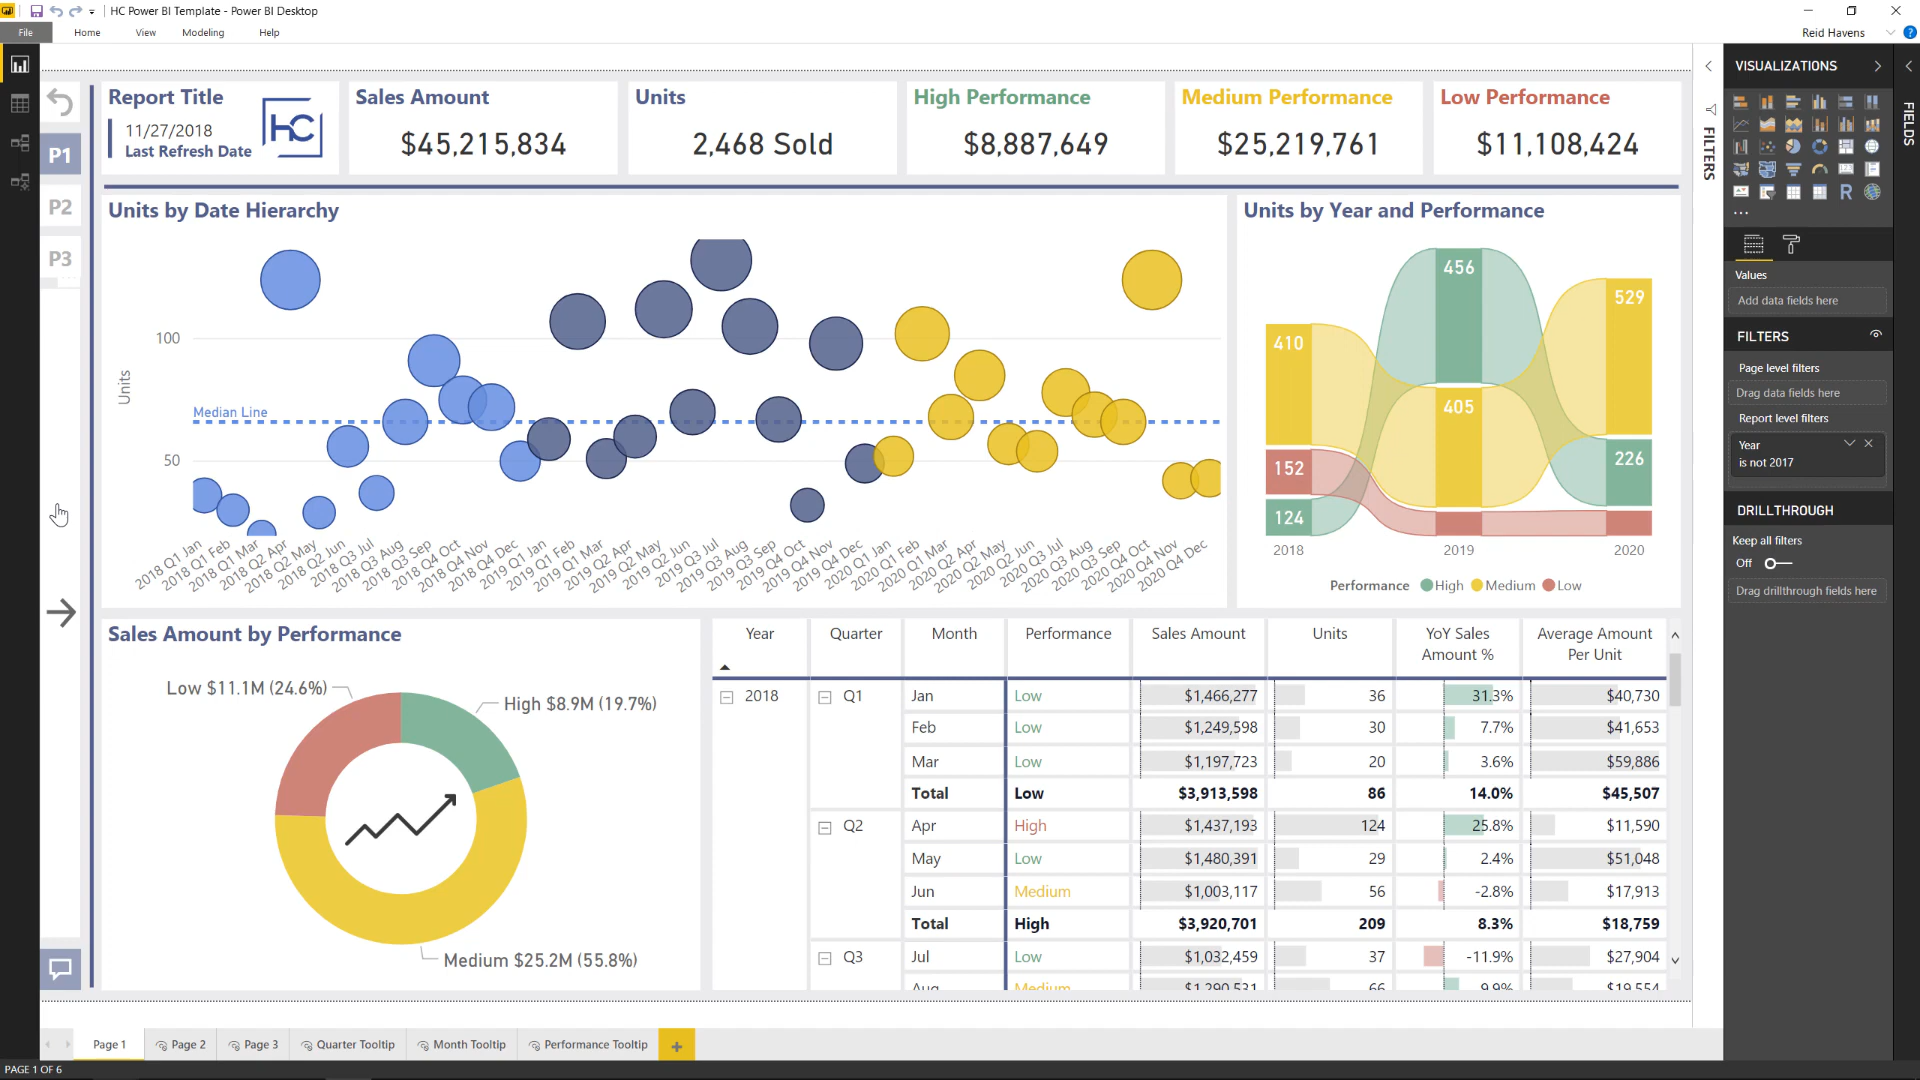 HC Power BI Template - Power BI Desktop
File Home View Modeling Help
Reid Havens
?
Report Title
11/27/2018
Last Refresh Date
hC
Sales Amount
$45,215,834
Units
2,468 Sold
High Performance
$8,887,649
Medium Performance
$25,219,761
Low Performance
$11,108,424
P1
P2
P3
Units by Date Hierarchy
Units
100
50
Median Line
2018 Q1 Jan
2018 Q1 Feb
2018 Q1 Mar
2018 Q2 Apr
2018 Q2 May
2018 Q2 Jun
2018 Q3 Jul
2018 Q3 Aug
2018 Q3 Sep
2018 Q4 Oct
2018 Q4 Nov
2018 Q4 Dec
2019 Q1 Jan
2019 Q1 Feb
2019 Q1 Mar
2019 Q2 Apr
2019 Q2 May
2019 Q2 Jun
2019 Q3 Jul
2019 Q3 Aug
2019 Q3 Sep
2019 Q4 Oct
2019 Q4 Nov
2019 Q4 Dec
2020 Q1 Jan
2020 Q1 Feb
2020 Q1 Mar
2020 Q2 Apr
2020 Q2 May
2020 Q2 Jun
2020 Q3 Jul
2020 Q3 Aug
2020 Q3 Sep
2020 Q4 Oct
2020 Q4 Nov
2020 Q4 Dec
Units by Year and Performance
410
152
124
456
405
529
226
2018 2019 2020
Performance High Medium Low
Sales Amount by Performance
Low $11.1M (24.6%)
High $8.9M (19.7%)
Medium $25.2M (55.8%)
Year Quarter Month Performance Sales Amount Units YoY Sales Amount % Average Amount Per Unit
2018 Q1 Jan Low $1,466,277 36 31.3% $40,730
Feb Low $1,249,598 30 7.7% $41,653
Mar Low $1,197,723 20 3.6% $59,886
Total Low $3,913,598 86 14.0% $45,507
Q2 Apr High $1,437,193 124 25.8% $11,590
May Low $1,480,391 29 2.4% $51,048
Jun Medium $1,003,117 56 -2.8% $17,913
Total High $3,920,701 209 8.3% $18,759
Q3 Jul Low $1,032,459 37 -11.9% $27,904
Aug Medium $1,290,531 66 9.9% $19,554
FILTERS
VISUALIZATIONS
FIELDS
R
Values
Add data fields here
FILTERS
Page level filters
Drag data fields here
Report level filters
Year
is not 2017
DRILLTHROUGH
Keep all filters
Off
Drag drillthrough fields here
Page 1 Page 2 Page 3 Quarter Tooltip Month Tooltip Performance Tooltip +
PAGE 1 OF 6